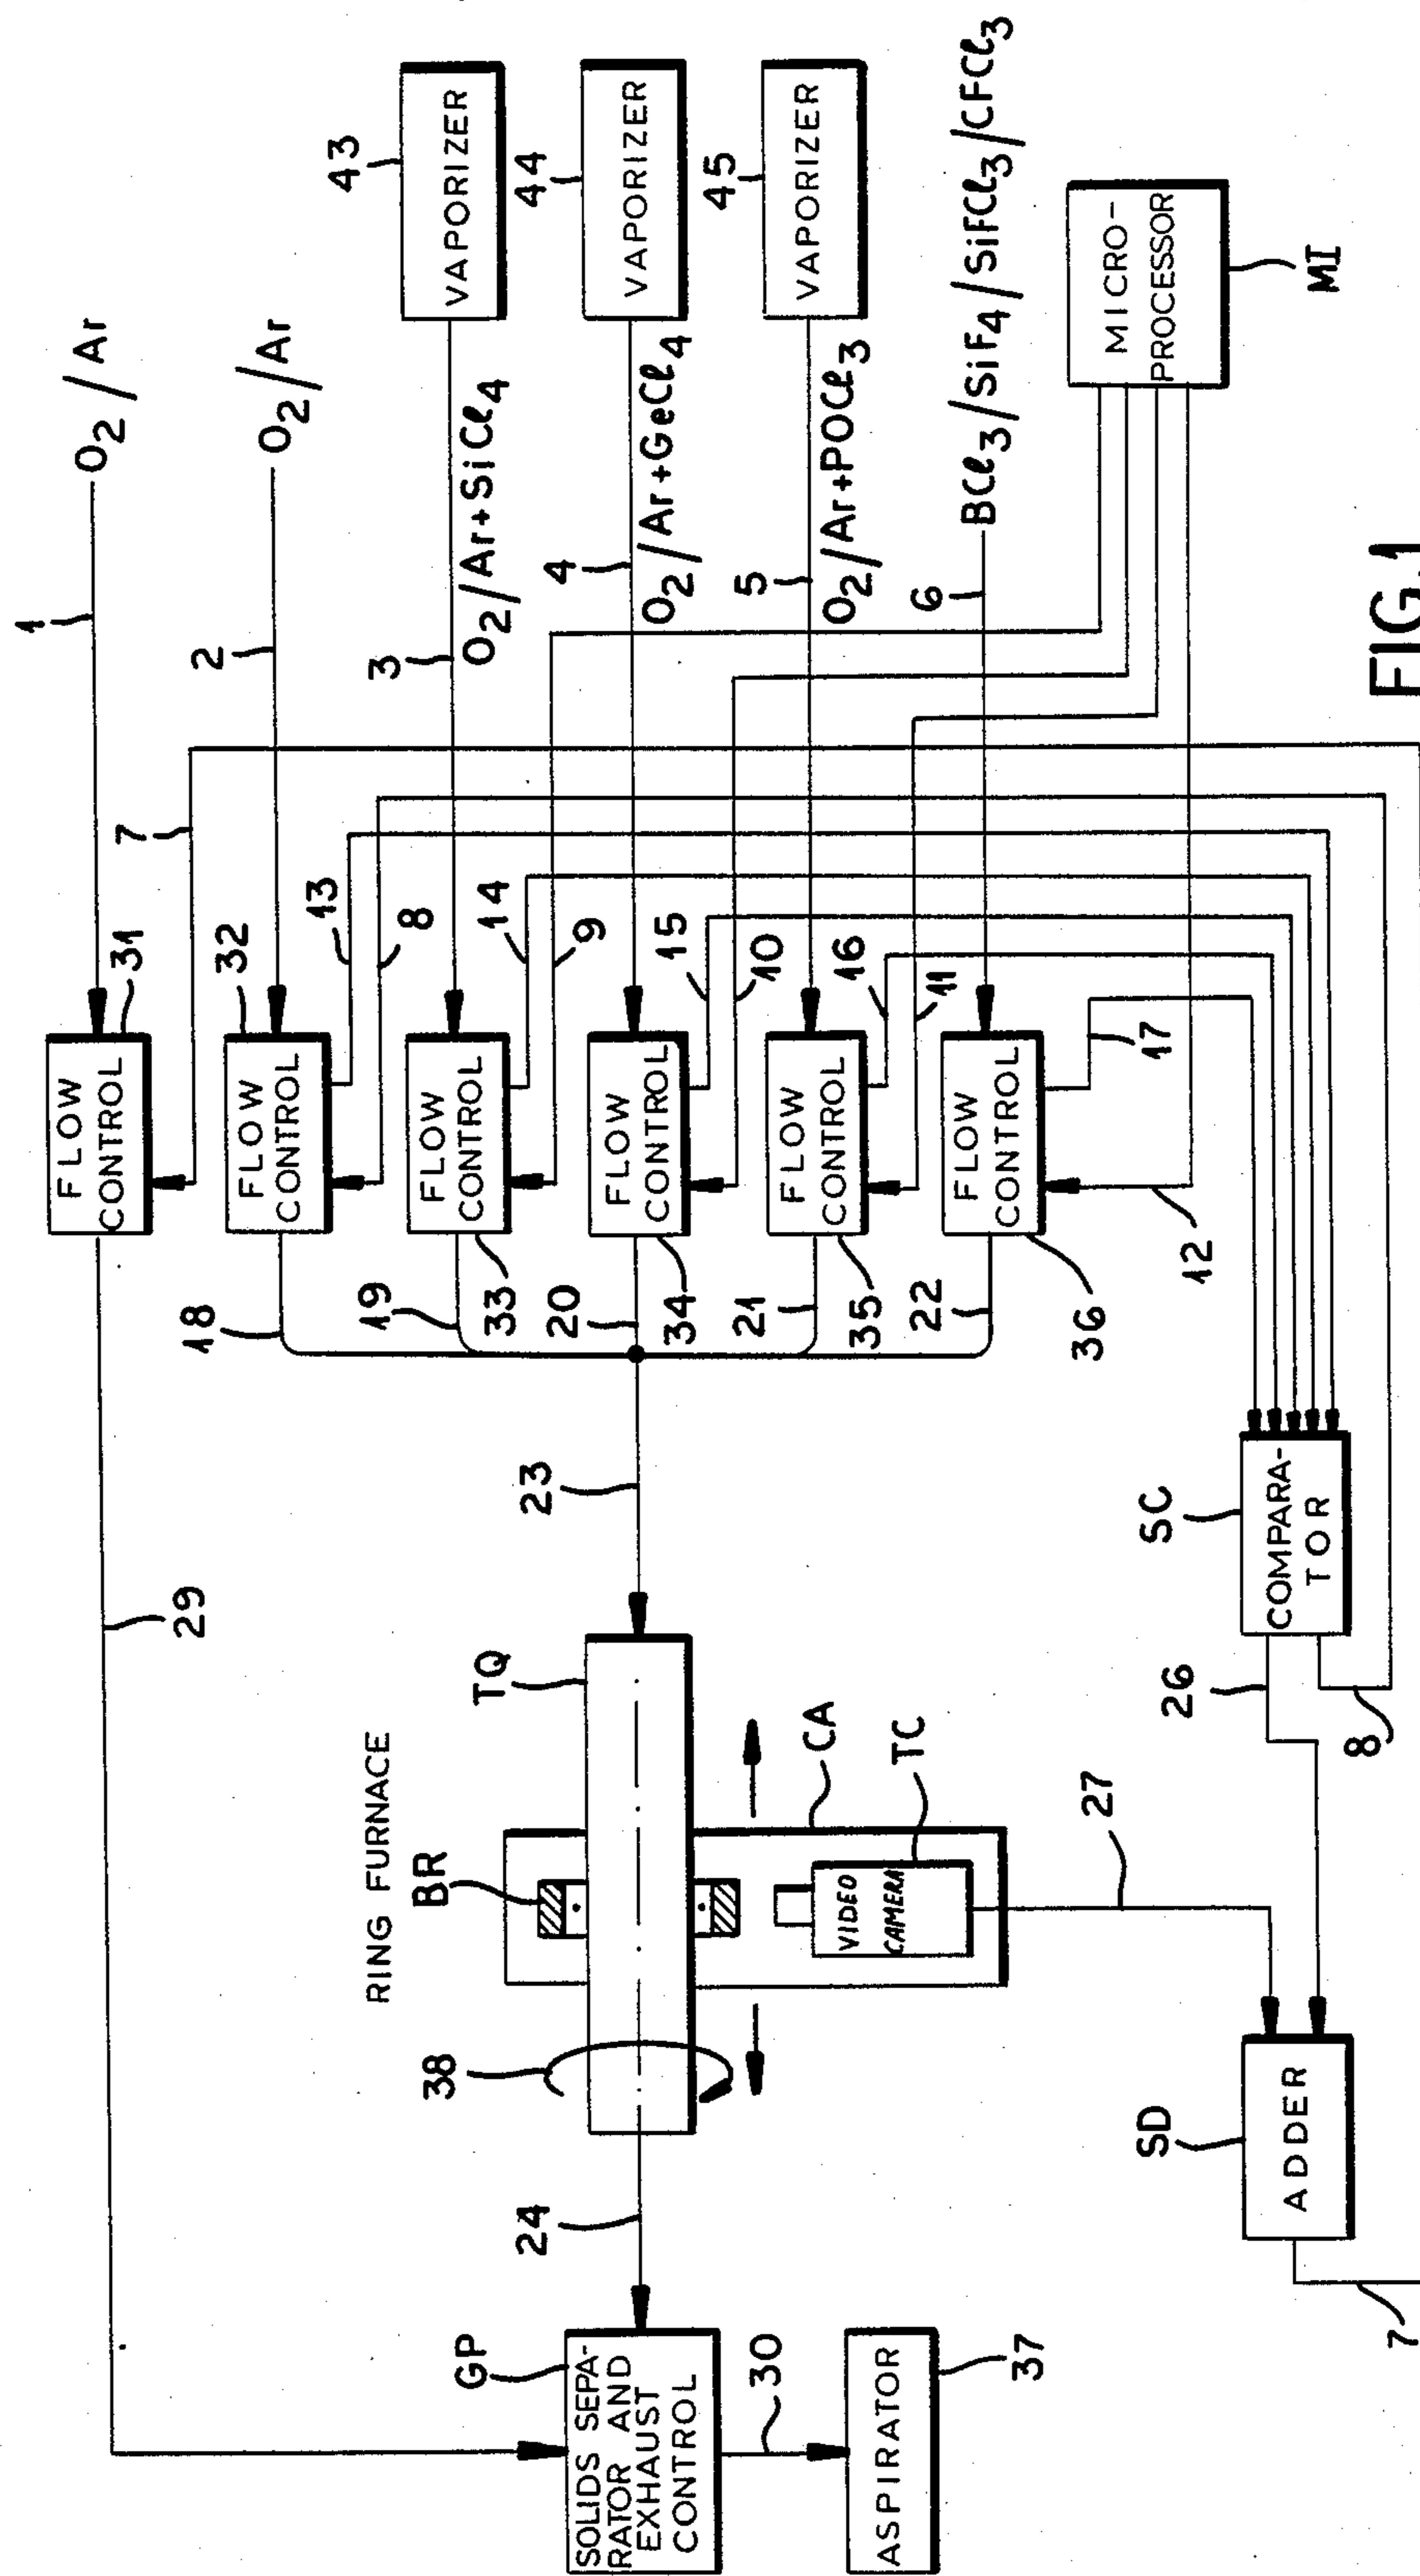 O2 / Ar
1
O2 / Ar
2
43
VAPORIZER
3
O2/Ar+SiCl4
44
VAPORIZER
4
O2/Ar+GeCl4
45
VAPORIZER
5
O2/Ar+POCl3
6
BCl3/SiF4/SiFCl3/CFCl3
MICRO-
PROCESSOR
MI
FLOW
CONTROL
31
7
FLOW
CONTROL
32
13
8
FLOW
CONTROL
33
14
9
FLOW
CONTROL
34
15
10
FLOW
CONTROL
35
16
11
FLOW
CONTROL
36
17
12
18
19
20
21
22
23
29
TQ
RING FURNACE
BR
CA
TC
VIDEO
CAMERA
38
27
24
GP
SOLIDS SEPA-
RATOR AND
EXHAUST
CONTROL
30
ASPIRATOR
37
SC
COMPARA-
TOR
26
8
SD
ADDER
7
FIG.1